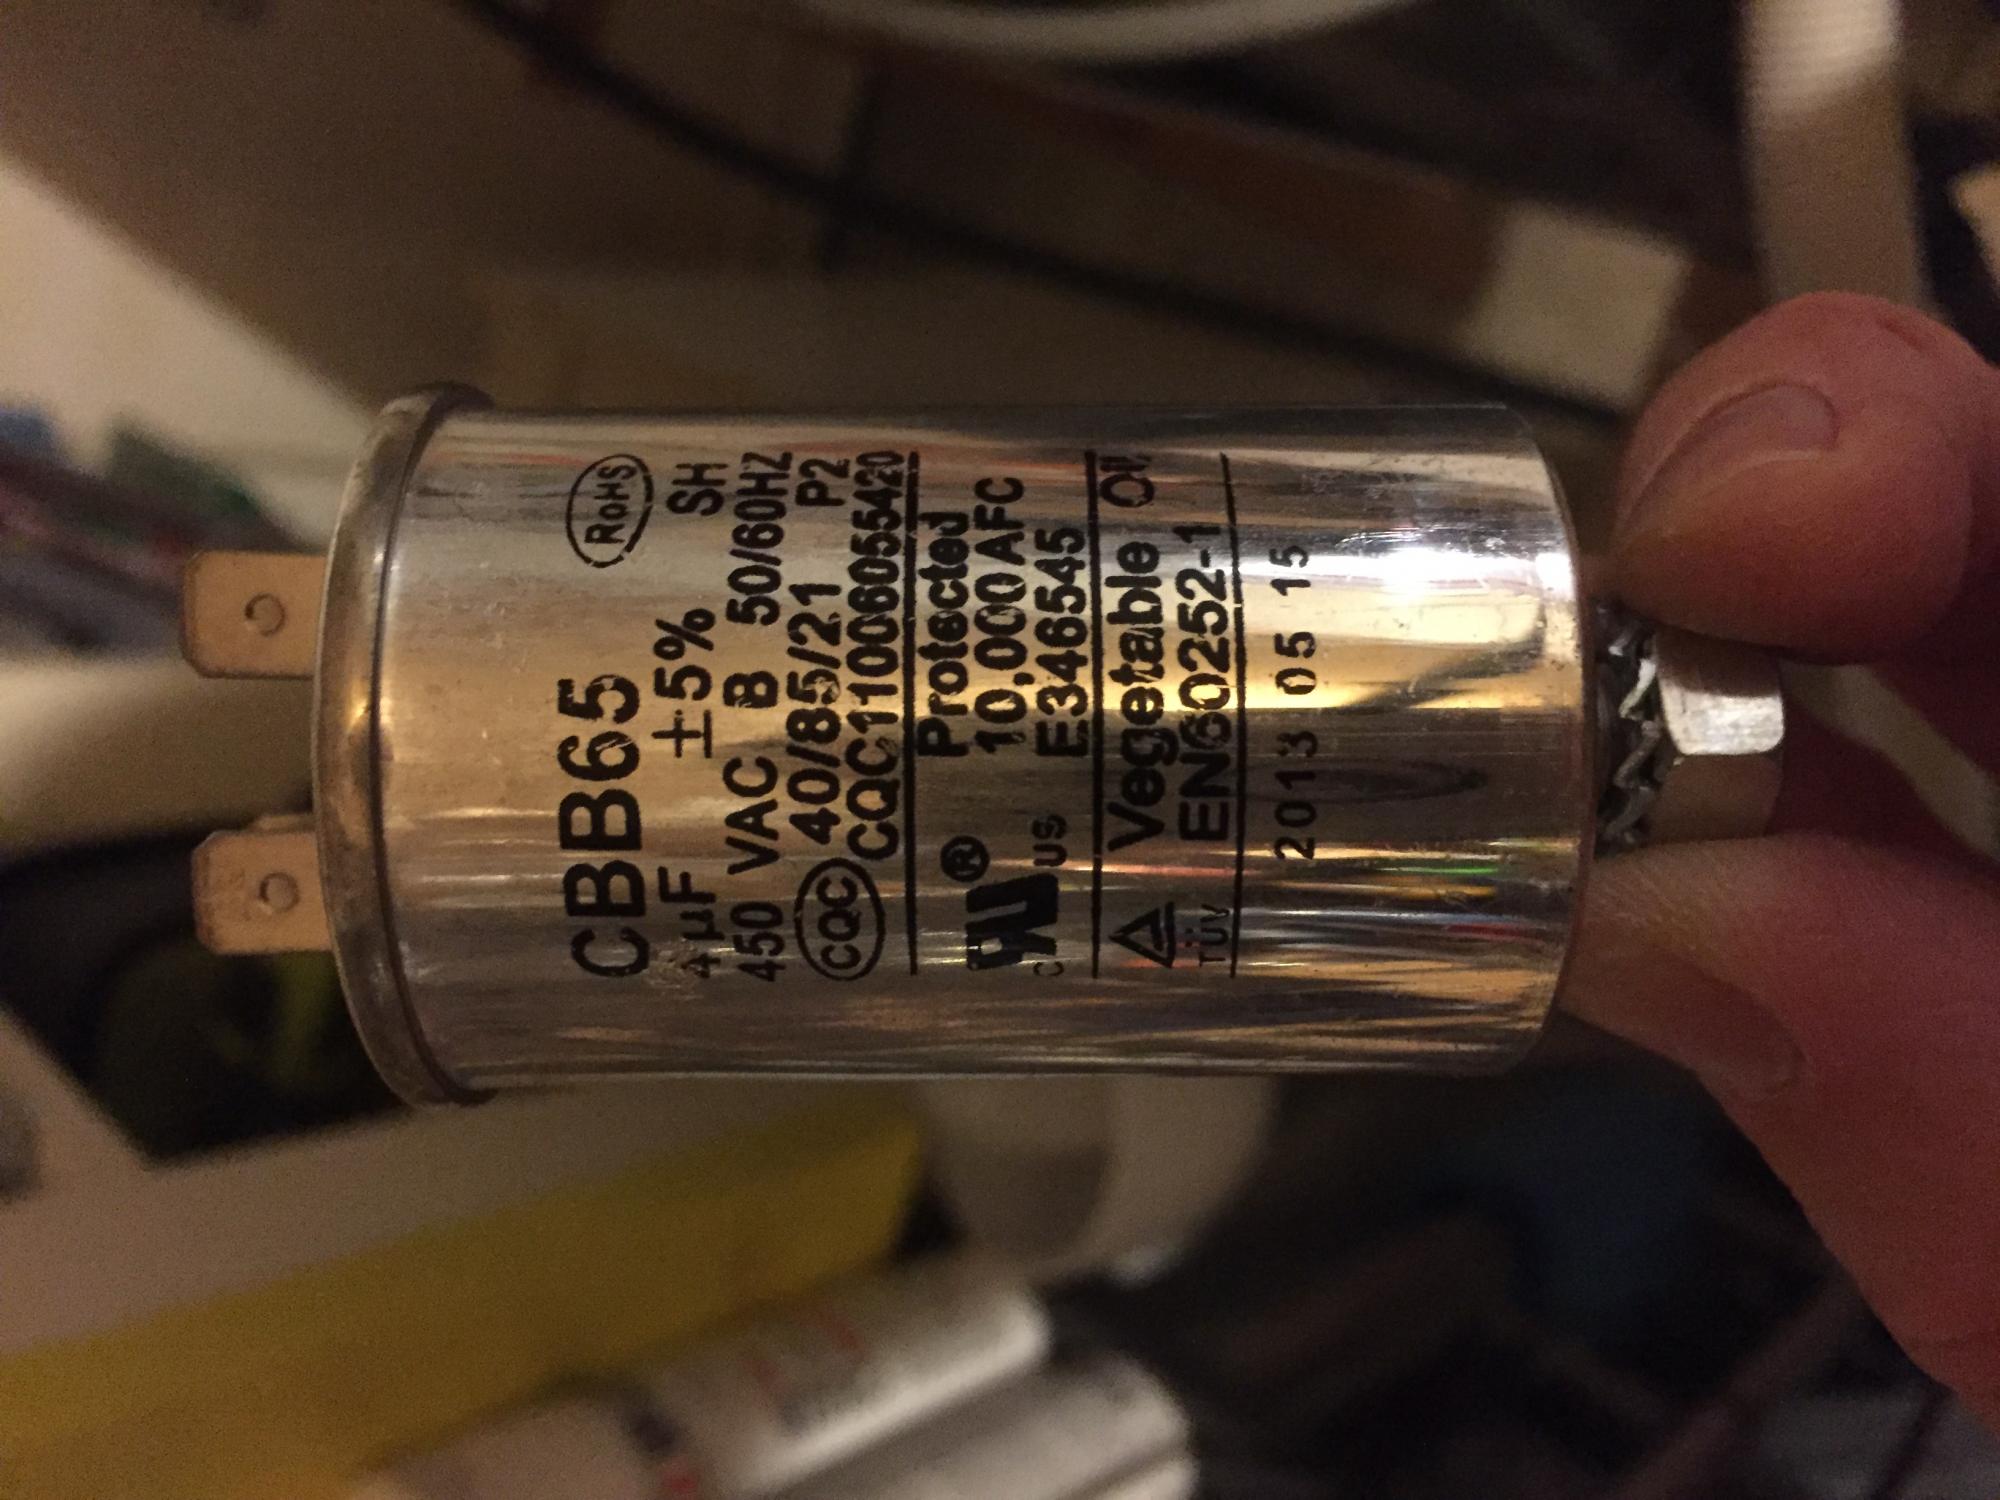 CBB65 RoHS
4μF ±5% SH
450 VAC B 50/60HZ
CQC 40/85/21 P2
CQC11006055420
® Protected
10,000 AFC
c US E346545
Vegetable Oil
TÜV EN60252-1
2013 05 15